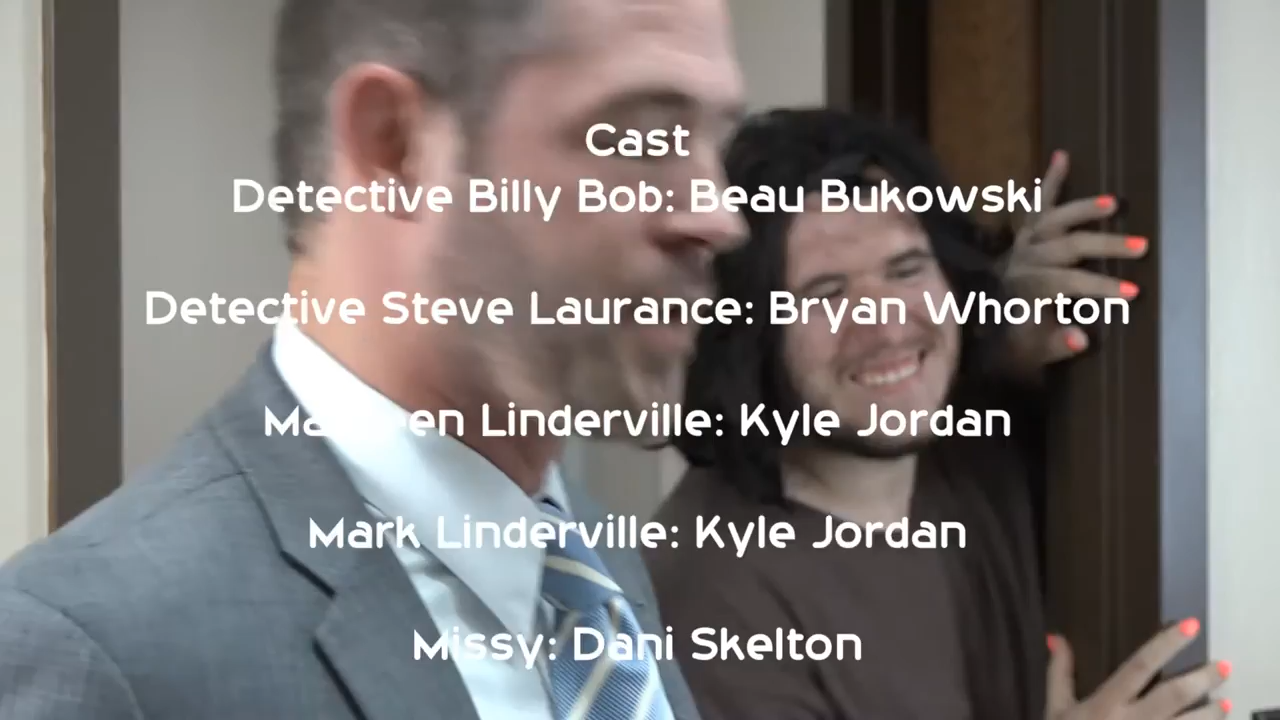 Cast
Detective Billy Bob: Beau Bukowski
Detective Steve Laurance: Bryan Whorton
Linderville: Kyle Jordan
Mark Linderville: Kyle Jordan
Missy: Dani Skelton